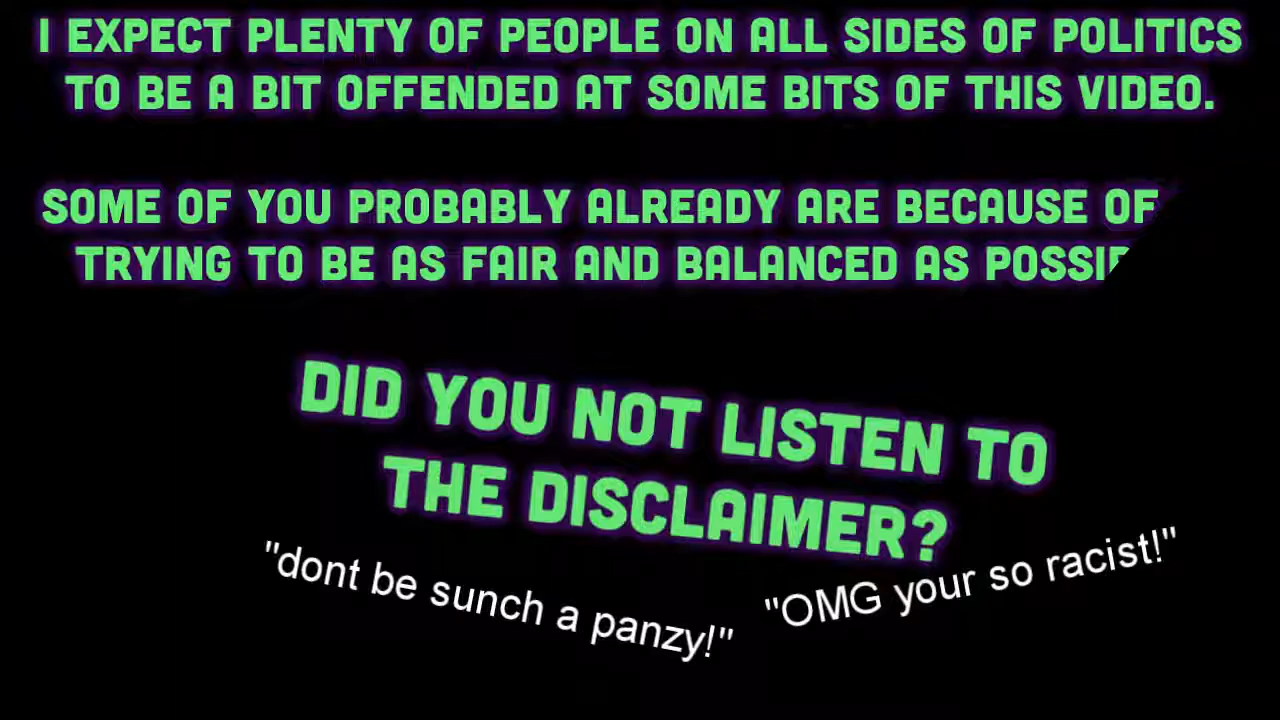 I EXPECT PLENTY OF PEOPLE ON ALL SIDES OF POLITICS
TO BE A BIT OFFENDED AT SOME BITS OF THIS VIDEO.
SOME OF YOU PROBABLY ALREADY ARE BECAUSE OF
TRYING TO BE AS FAIR AND BALANCED AS
DID YOU NOT LISTEN TO
THE DISCLAIMER?
"dont be sunch a panzy!"
"OMG your so racist!"